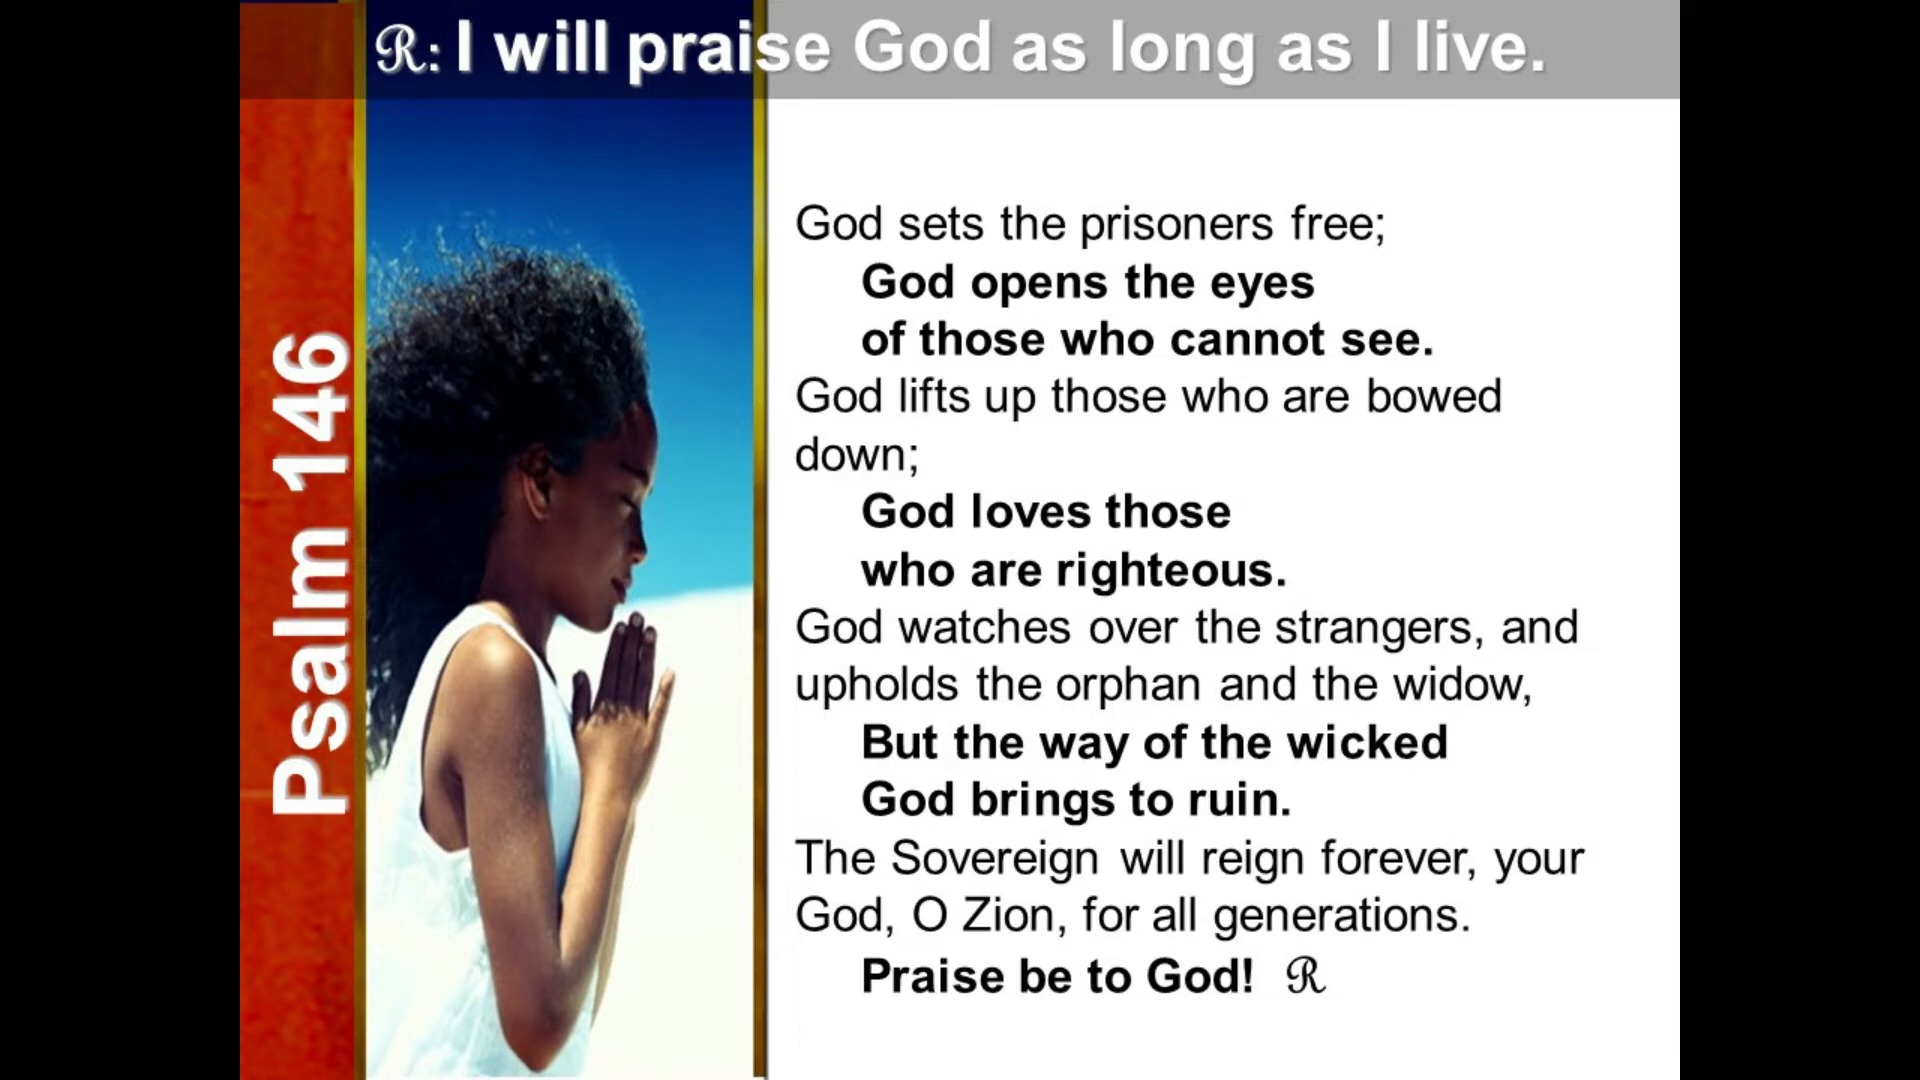 ℛ: I will praise God as long as I live.
Psalm 146
God sets the prisoners free;
God opens the eyes
of those who cannot see.
God lifts up those who are bowed
down;
God loves those
who are righteous.
God watches over the strangers, and
upholds the orphan and the widow,
But the way of the wicked
God brings to ruin.
The Sovereign will reign forever, your
God, O Zion, for all generations.
Praise be to God! ℛ